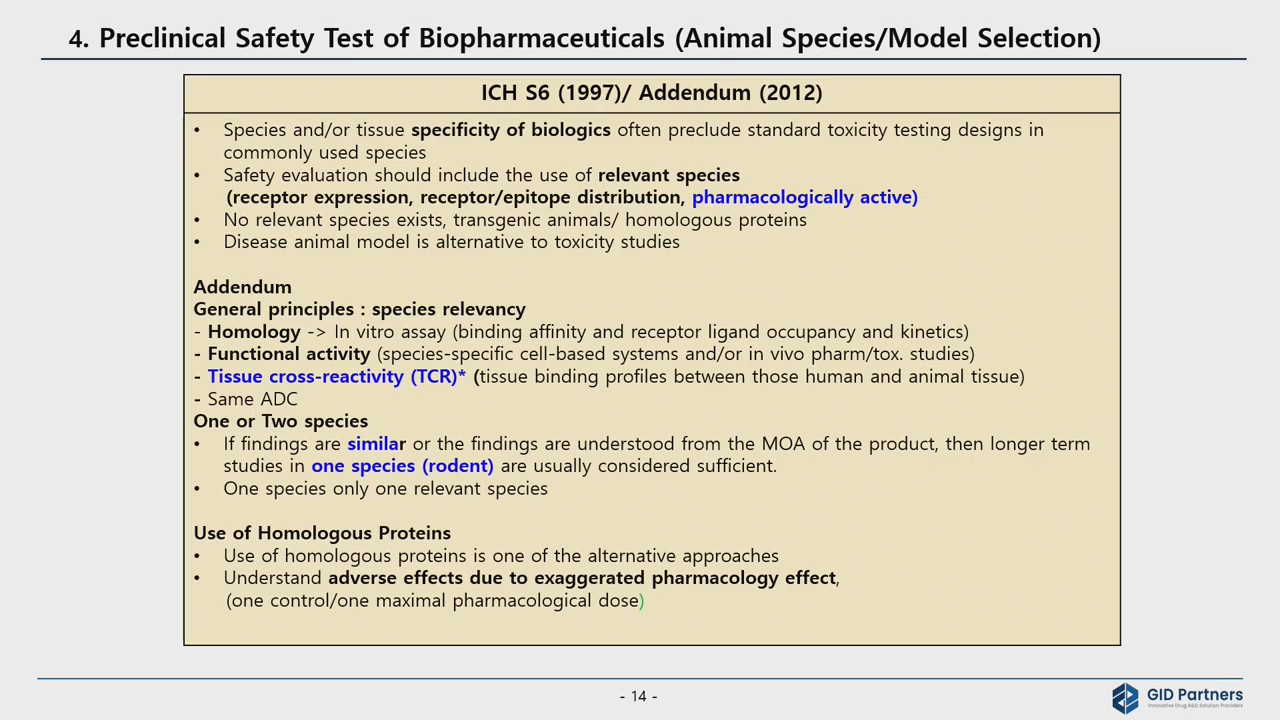 4. Preclinical Safety Test of Biopharmaceuticals (Animal Species/Model Selection)
ICH S6 (1997)/ Addendum (2012)
• Species and/or tissue specificity of biologics often preclude standard toxicity testing designs in
commonly used species
• Safety evaluation should include the use of relevant species
(receptor expression, receptor/epitope distribution, pharmacologically active)
• No relevant species exists, transgenic animals/ homologous proteins
• Disease animal model is alternative to toxicity studies
Addendum
General principles : species relevancy
- Homology -> In vitro assay (binding affinity and receptor ligand occupancy and kinetics)
- Functional activity (species-specific cell-based systems and/or in vivo pharm/tox. studies)
- Tissue cross-reactivity (TCR)* (tissue binding profiles between those human and animal tissue)
- Same ADC
One or Two species
• If findings are similar or the findings are understood from the MOA of the product, then longer term
studies in one species (rodent) are usually considered sufficient.
• One species only one relevant species
Use of Homologous Proteins
• Use of homologous proteins is one of the alternative approaches
• Understand adverse effects due to exaggerated pharmacology effect,
(one control/one maximal pharmacological dose)
- 14 -
GID Partners
Innovative Drug R&D Solution Providers